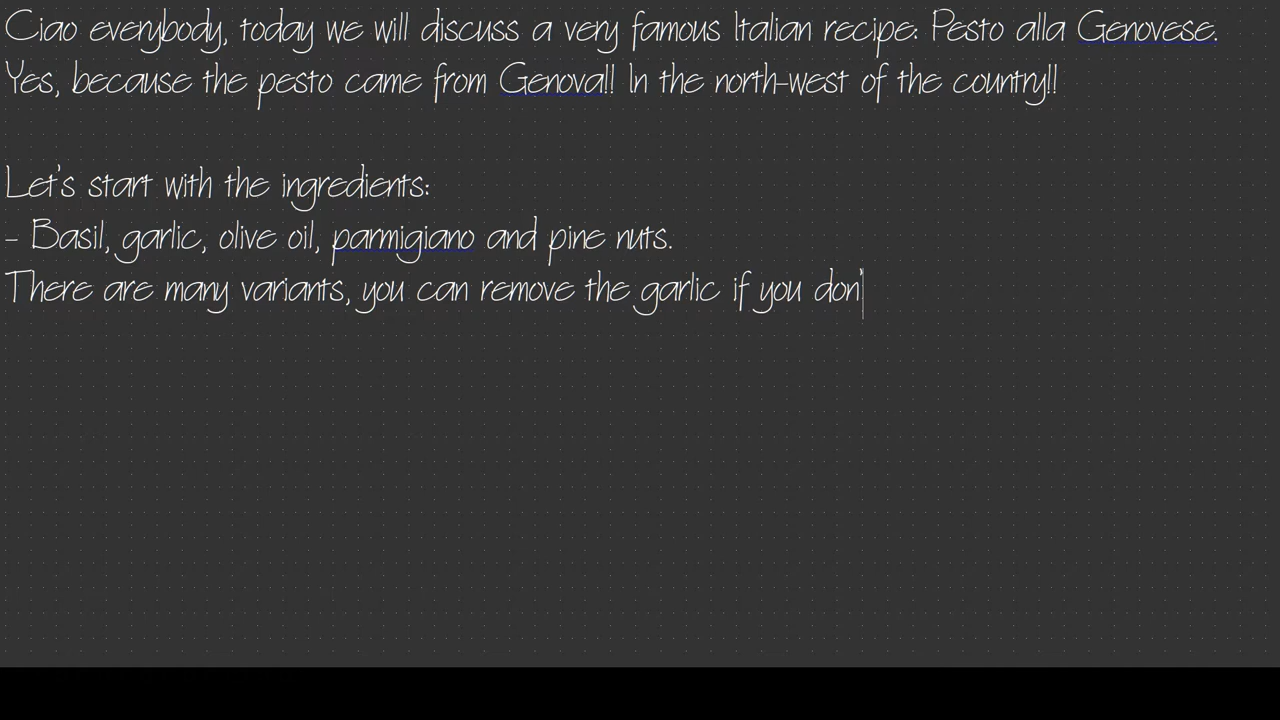 Ciao everybody, today we will discuss a very famous Italian recipe: Pesto alla Genovese.
Yes, because the pesto came from Genova!! In the north-west of the country!!
Let's start with the ingredients:
- Basil, garlic, olive oil, parmigiano and pine nuts.
There are many variants, you can remove the garlic if you don'